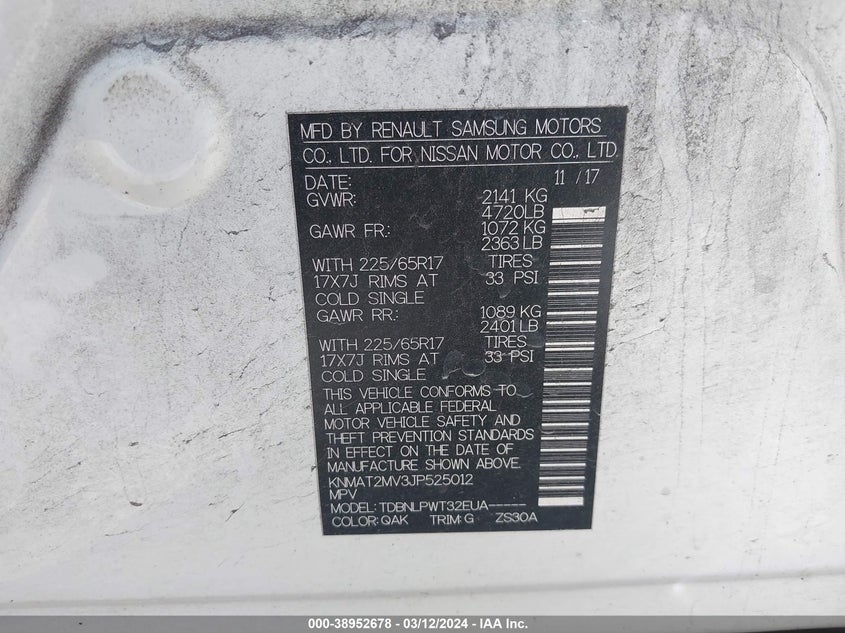 MFD BY RENAULT SAMSUNG MOTORS
CO., LTD. FOR NISSAN MOTOR CO., LTD.
DATE: 11 / 17
GVWR: 2141 KG
4720LB
GAWR FR.: 1072 KG
2363 LB
WITH 225/65R17 TIRES
17X7J RIMS AT 33 PSI
COLD SINGLE
GAWR RR.: 1089 KG
2401 LB
WITH 225/65R17 TIRES
17X7J RIMS AT 33 PSI
COLD SINGLE
THIS VEHICLE CONFORMS TO
ALL APPLICABLE FEDERAL
MOTOR VEHICLE SAFETY AND
THEFT PREVENTION STANDARDS
IN EFFECT ON THE DATE OF
MANUFACTURE SHOWN ABOVE.
KNMAT2MV3JP525012
MPV
MODEL: TDBNLPWT32EUA-----
COLOR: QAK TRIM: G ZS30A
000-38952678 - 03/12/2024 - IAA Inc.